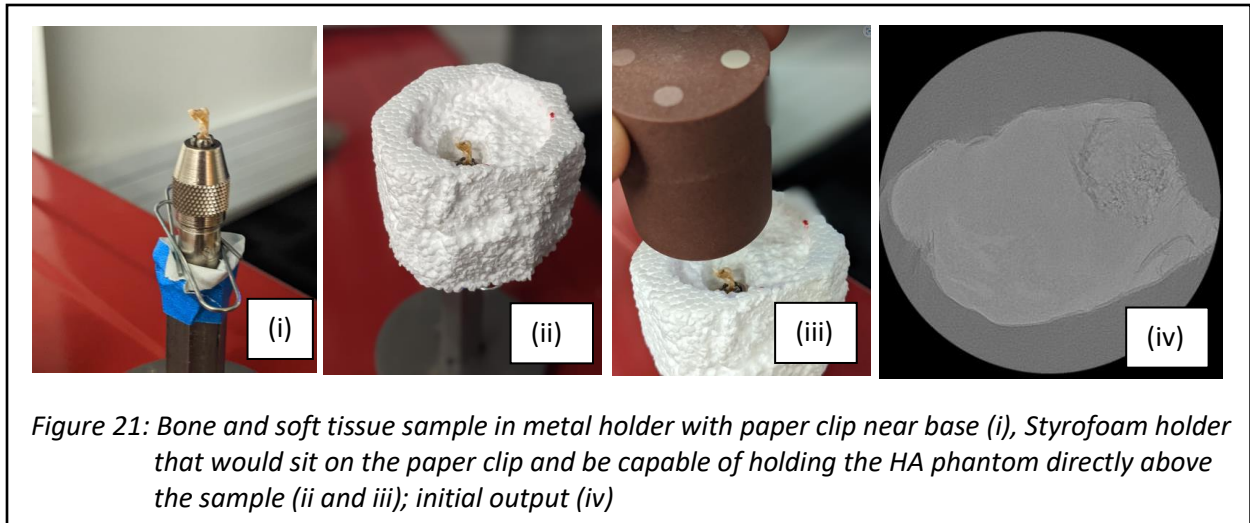 (i)
(ii)
(iii)
(iv)
Figure 21: Bone and soft tissue sample in metal holder with paper clip near base (i), Styrofoam holder
that would sit on the paper clip and be capable of holding the HA phantom directly above
the sample (ii and iii); initial output (iv)